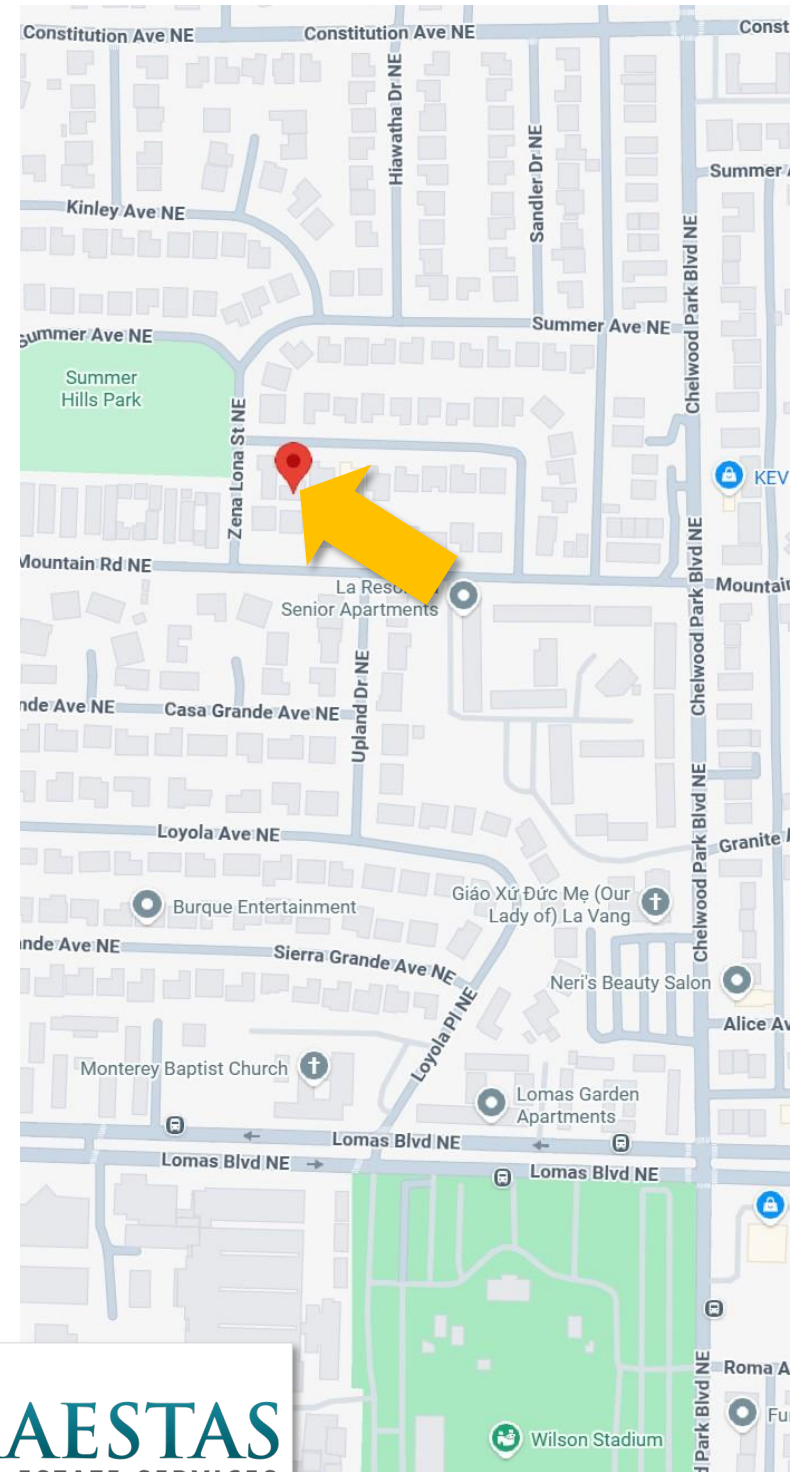 Constitution Ave NE
Constitution Ave NE
Const
Hiawatha Dr NE
Sandler Dr NE
Summer
Kinley Ave NE
Chelwood Park Blvd NE
Summer Ave NE
Summer Ave NE
Summer
Hills Park
Zena Lona St NE
KEV
Mountain Rd NE
Chelwood Park Blvd NE
La
Senior Apartments
Mountain
Upland Dr NE
nde Ave NE
Casa Grande Ave NE
Chelwood Park Blvd NE
Loyola Ave NE
Granite
Giáo Xứ Đức Mẹ (Our
Lady of) La Vang
Burque Entertainment
ande Ave NE
Sierra Grande Ave NE
Neri's Beauty Salon
Loyola Pl NE
Alice Av
Monterey Baptist Church
Lomas Garden
Apartments
Lomas Blvd NE
Lomas Blvd NE
Lomas Blvd NE
Roma A
d Park Blvd NE
Fu
Wilson Stadium
AESTAS
ESTATE SERVICES